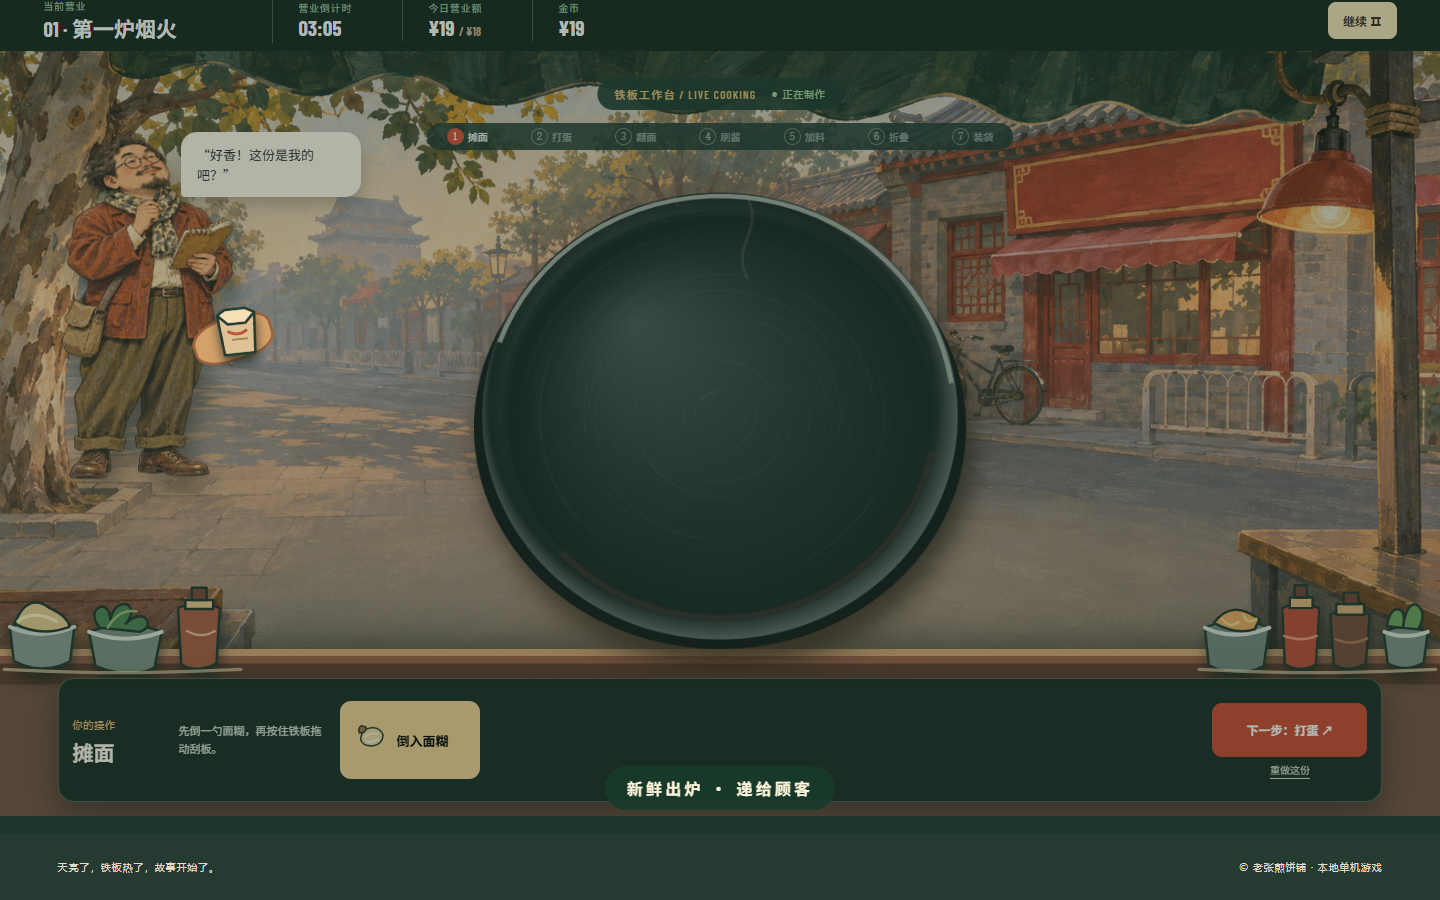 当前营业
01 · 第一炉烟火
营业倒计时
03:05
今日营业额
¥19 / ¥18
金币
¥19
继续 Ⅱ
铁板工作台 / LIVE COOKING
正在制作
1 摊面
2 打蛋
3 翻面
4 刷酱
5 加料
6 折叠
7 装袋
“好香！这份是我的
吧？”
你的操作
摊面
先倒一勺面糊，再按住铁板拖
动刮板。
倒入面糊
下一步：打蛋 ↗
重做这份
新鲜出炉 · 递给顾客
天亮了，铁板热了，故事开始了。
© 老张煎饼铺 · 本地单机游戏